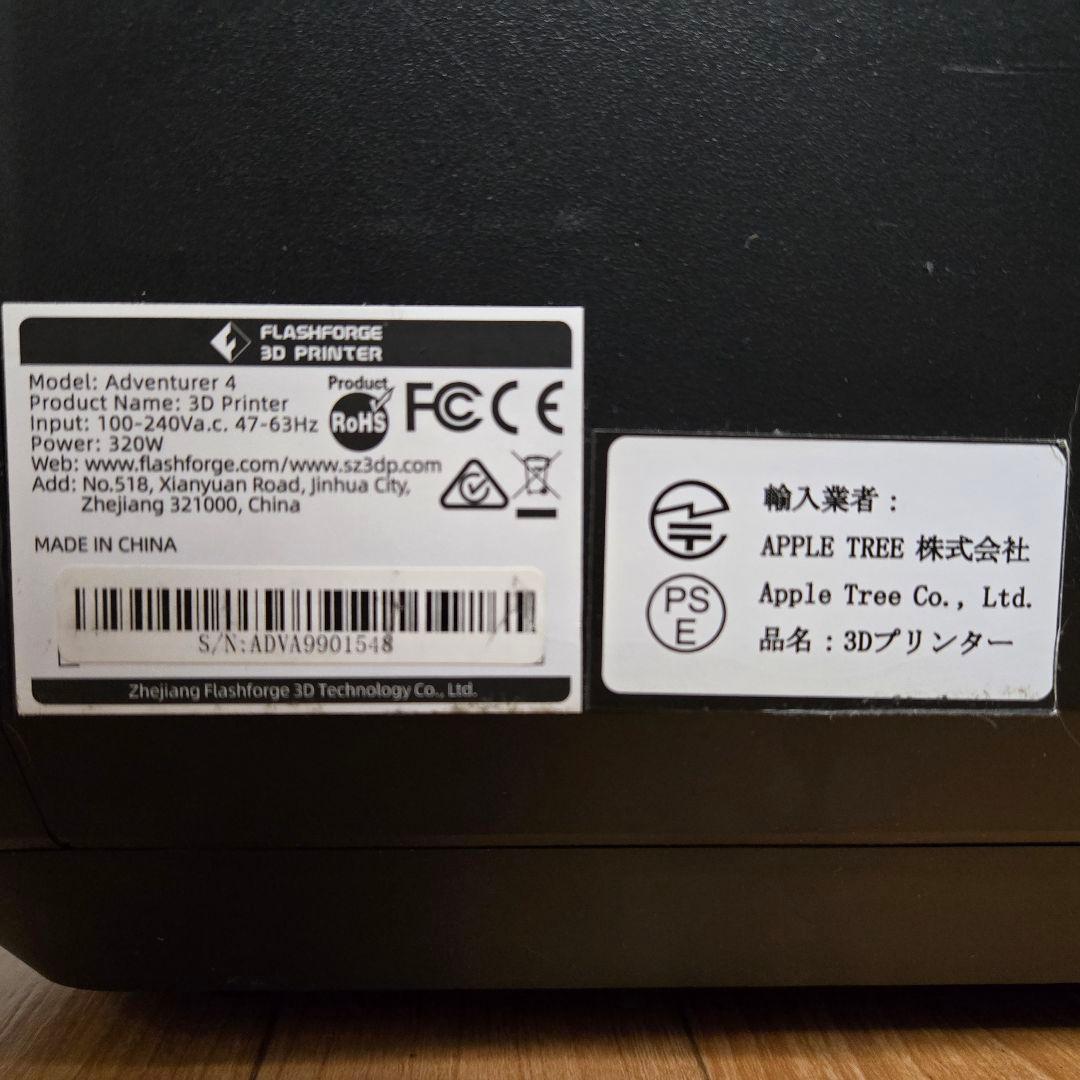 FLASHFORGE
3D PRINTER
Model: Adventurer 4
Product Name: 3D Printer
Input: 100-240Va.c. 47-63Hz
Power: 320W
Web: www.flashforge.com/www.sz3dp.com
Add: No.518, Xianyuan Road, Jinhua City,
Zhejiang 321000, China
Product
RoHS
FC CE
MADE IN CHINA
S/N:ADVA9901548
Zhejiang Flashforge 3D Technology Co., Ltd.
輸入業者：
APPLE TREE 株式会社
Apple Tree Co., Ltd.
品名：3Dプリンター
PS
E